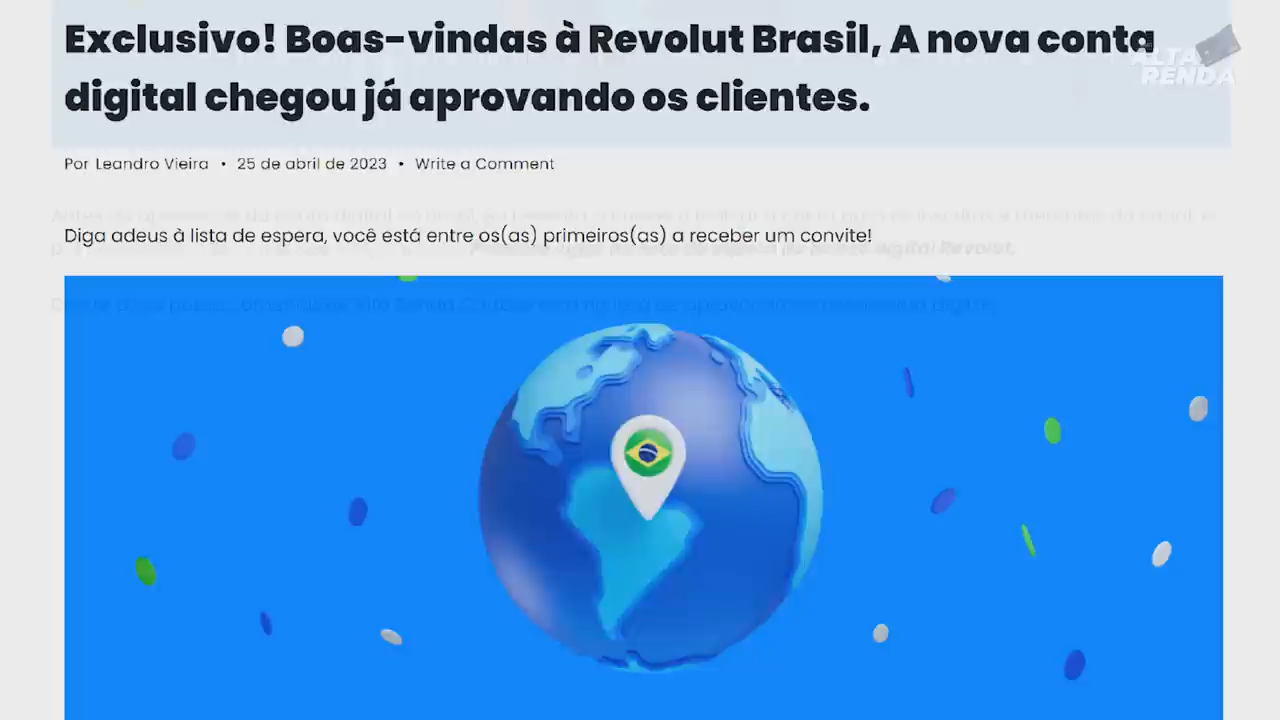 Exclusivo! Boas-vindas à Revolut Brasil, A nova conta
digital chegou já aprovando os clientes.
ALTA
RENDA
Por Leandro Vieira • 25 de abril de 2023 • Write a Comment
Diga adeus à lista de espera, você está entre os(as) primeiros(as) a receber um convite!